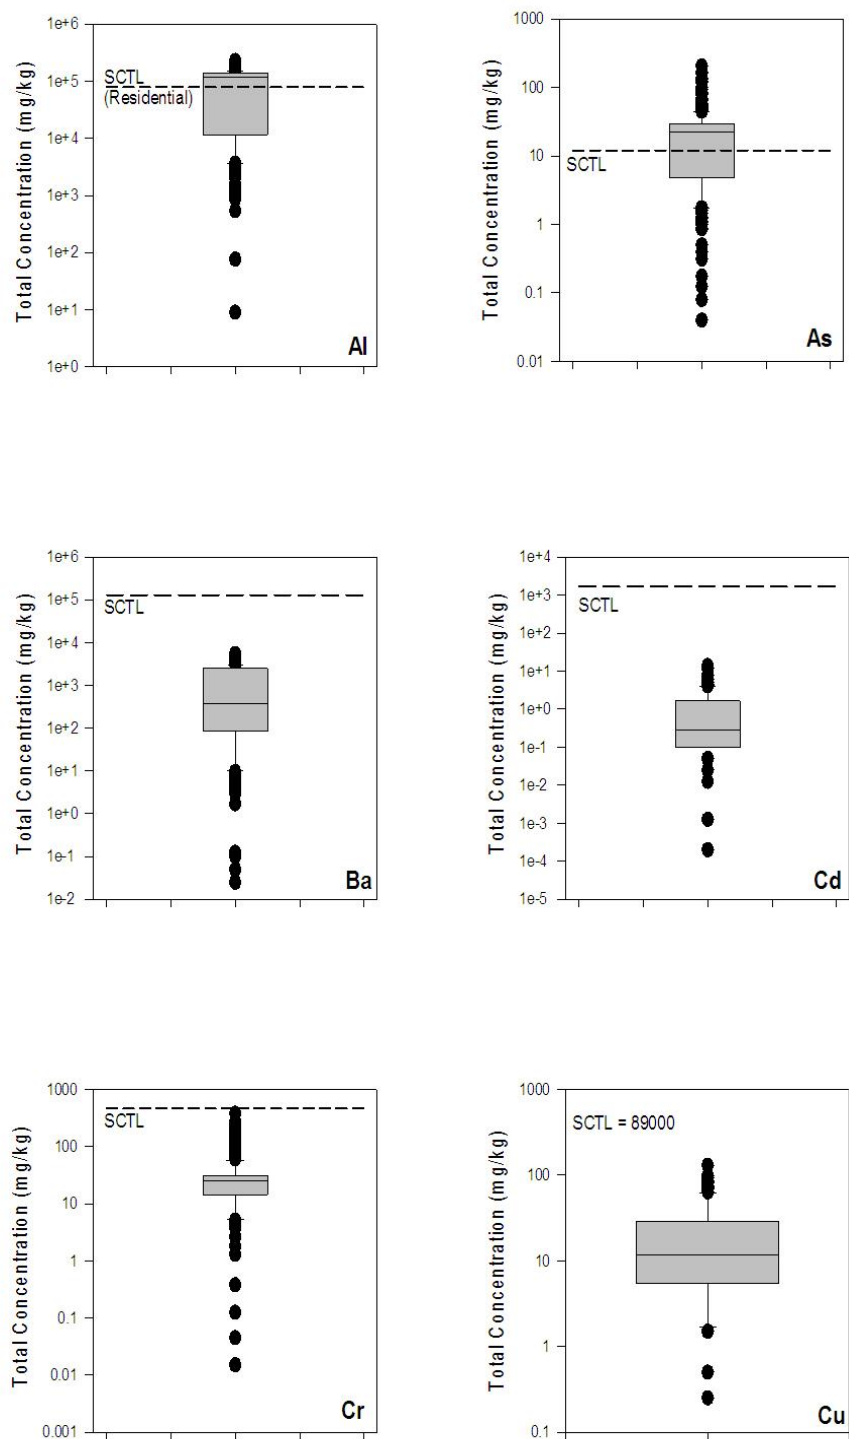 Total Concentration (mg/kg)
1e+6
1e+5
1e+4
1e+3
1e+2
1e+1
1e+0
SCTL
(Residential)
Al
Total Concentration (mg/kg)
1000
100
10
1
0.1
0.01
SCTL
As
Total Concentration (mg/kg)
1e+6
1e+5
1e+4
1e+3
1e+2
1e+1
1e+0
1e-1
1e-2
SCTL
Ba
Total Concentration (mg/kg)
1e+4
1e+3
1e+2
1e+1
1e+0
1e-1
1e-2
1e-3
1e-4
1e-5
SCTL
Cd
Total Concentration (mg/kg)
1000
100
10
1
0.1
0.01
0.001
SCTL
Cr
Total Concentration (mg/kg)
1000
100
10
1
0.1
SCTL = 89000
Cu